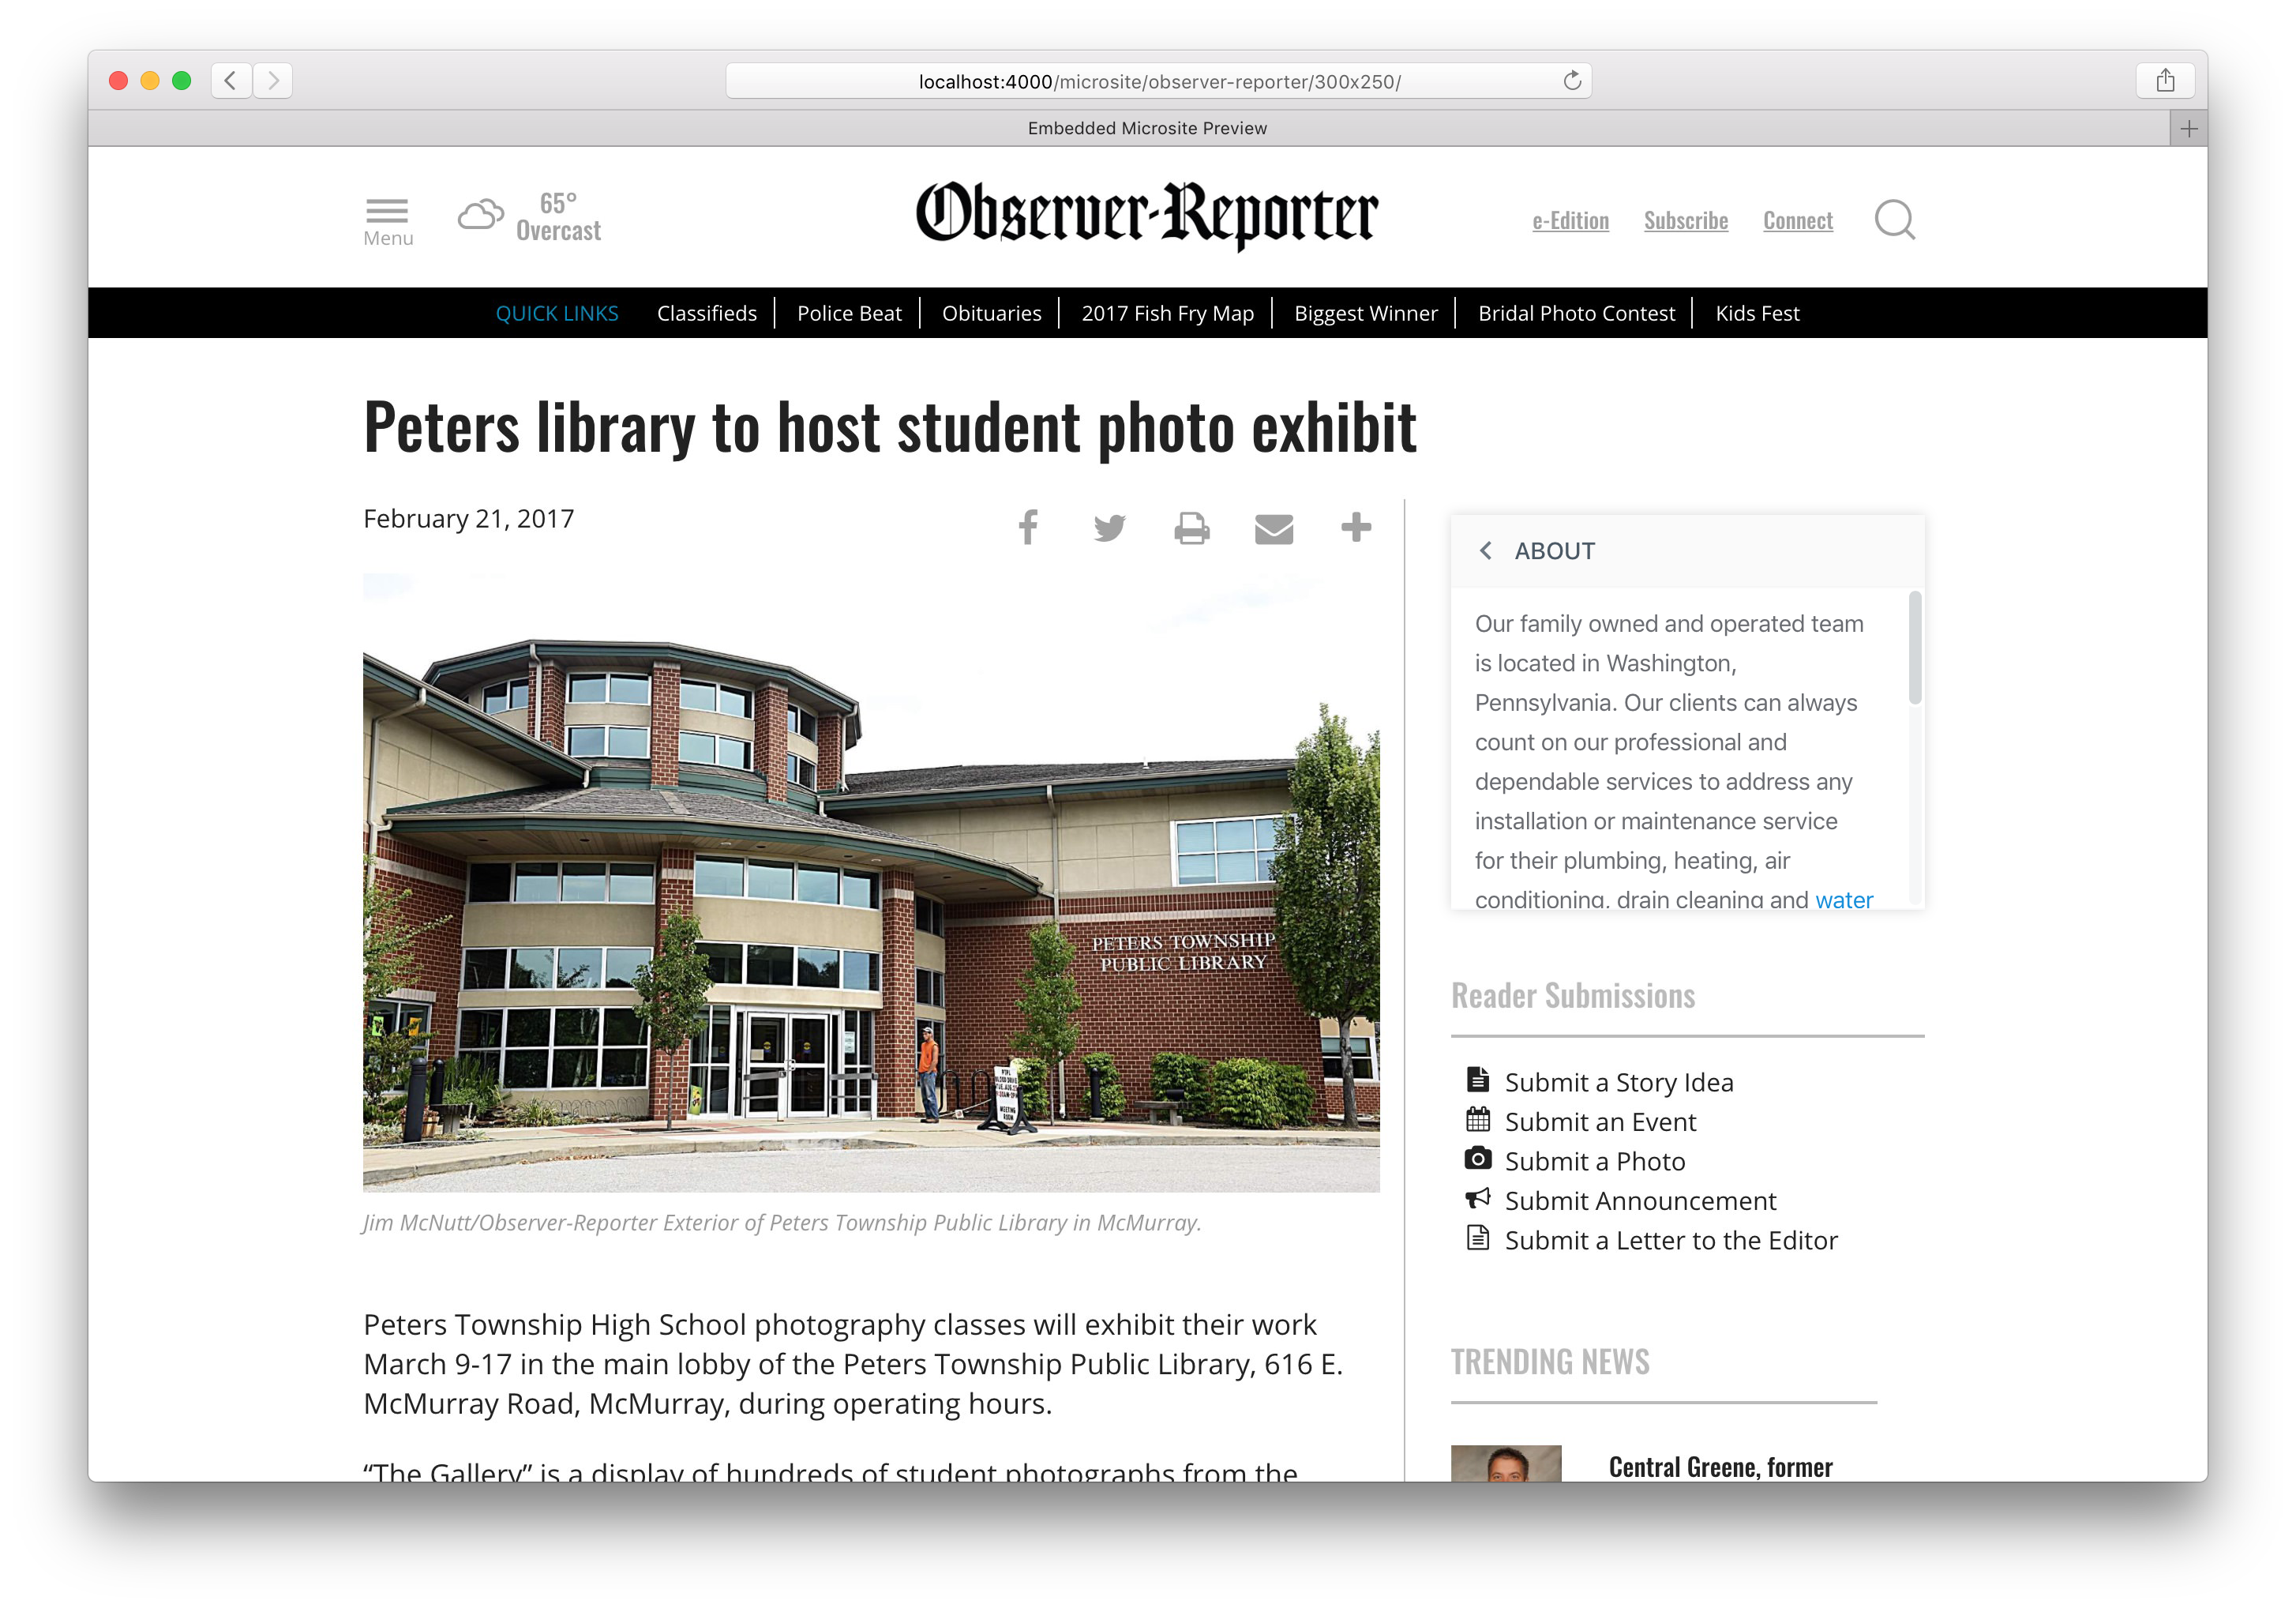 localhost:4000/microsite/observer-reporter/300x250/
Embedded Microsite Preview
Menu
65°
Overcast
Observer-Reporter
e-Edition Subscribe Connect
QUICK LINKS Classifieds Police Beat Obituaries 2017 Fish Fry Map Biggest Winner Bridal Photo Contest Kids Fest
Peters library to host student photo exhibit
February 21, 2017
PETERS TOWNSHIP
PUBLIC LIBRARY
MEETING
ROOM
Jim McNutt/Observer-Reporter Exterior of Peters Township Public Library in McMurray.
Peters Township High School photography classes will exhibit their work
March 9-17 in the main lobby of the Peters Township Public Library, 616 E.
McMurray Road, McMurray, during operating hours.
“The Gallery” is a display of hundreds of student photographs from the
ABOUT
Our family owned and operated team
is located in Washington,
Pennsylvania. Our clients can always
count on our professional and
dependable services to address any
installation or maintenance service
for their plumbing, heating, air
conditioning, drain cleaning and water
Reader Submissions
Submit a Story Idea
Submit an Event
Submit a Photo
Submit Announcement
Submit a Letter to the Editor
TRENDING NEWS
Central Greene, former